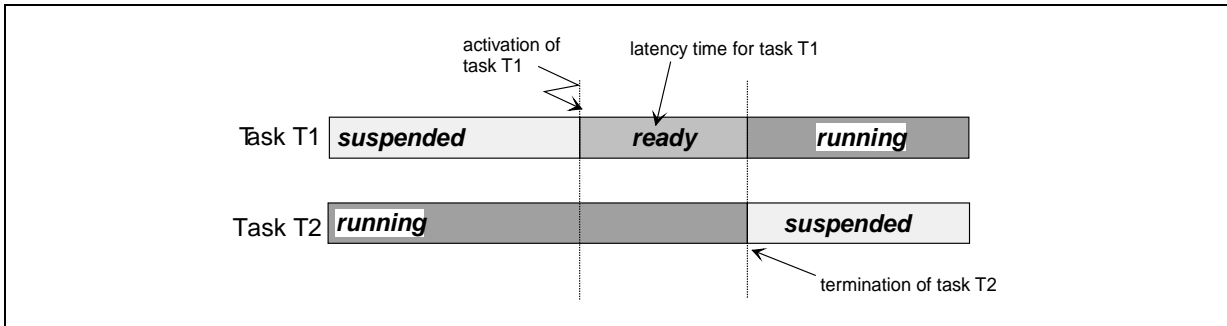 activation of
task T1
latency time for task T1
Task T1
suspended
ready
running
Task T2
running
suspended
termination of task T2